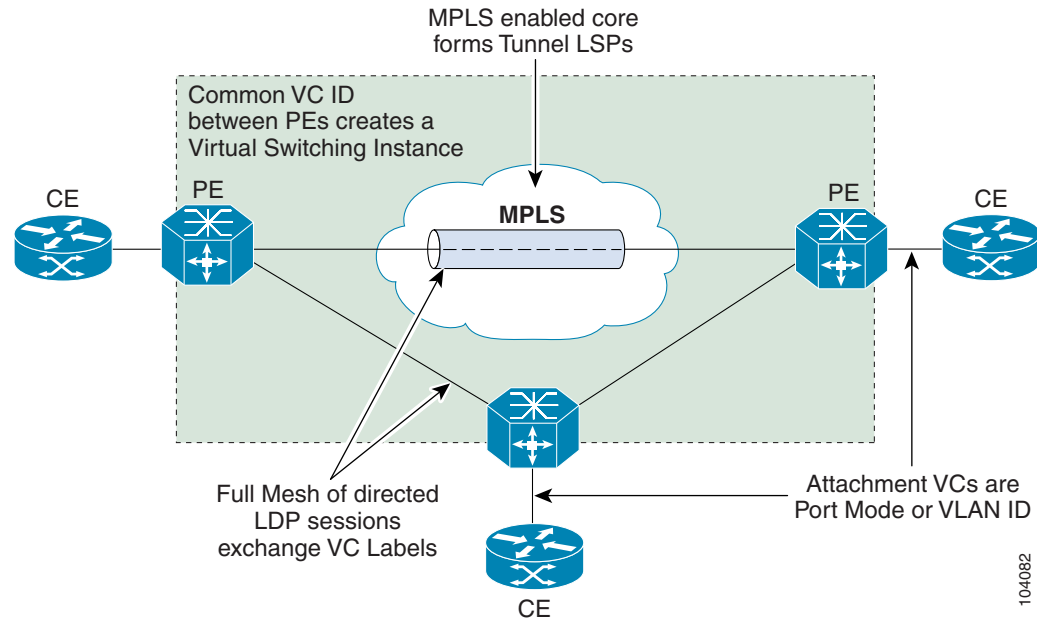 MPLS enabled core
forms Tunnel LSPs
Common VC ID
between PEs creates a
Virtual Switching Instance
CE
PE
MPLS
PE
CE
Full Mesh of directed
LDP sessions
exchange VC Labels
Attachment VCs are
Port Mode or VLAN ID
CE
104082